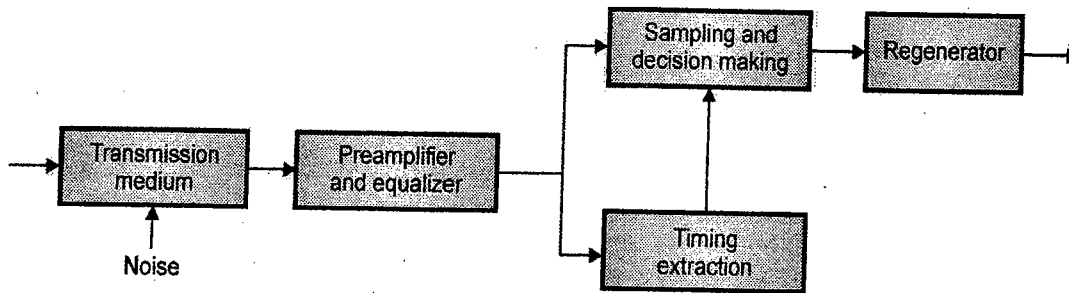 Sampling and
decision making
Regenerator
Transmission
medium
Preamplifier
and equalizer
Timing
extraction
Noise